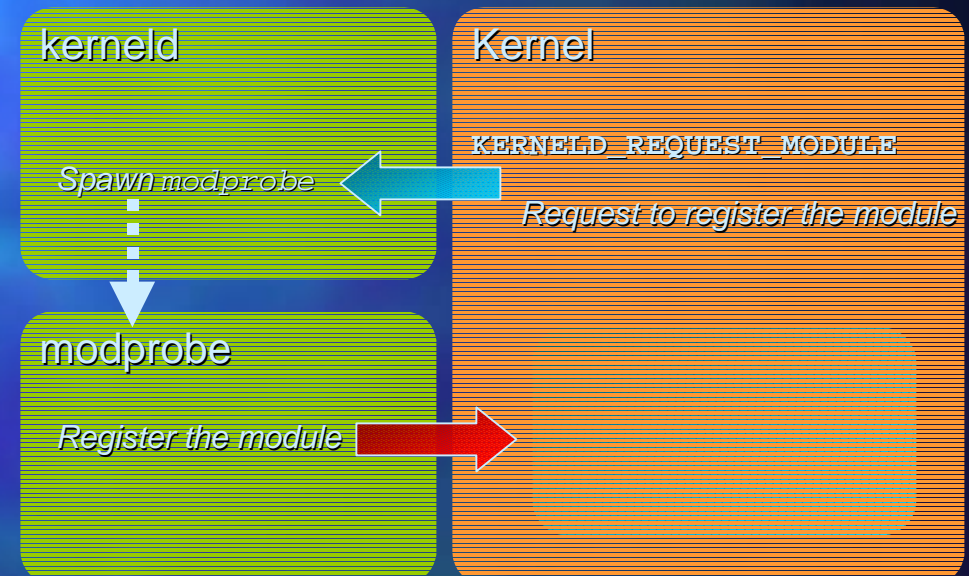 kerneld
Spawn modprobe
modprobe
Register the module
Kernel
KERNELD_REQUEST_MODULE
Request to register the module